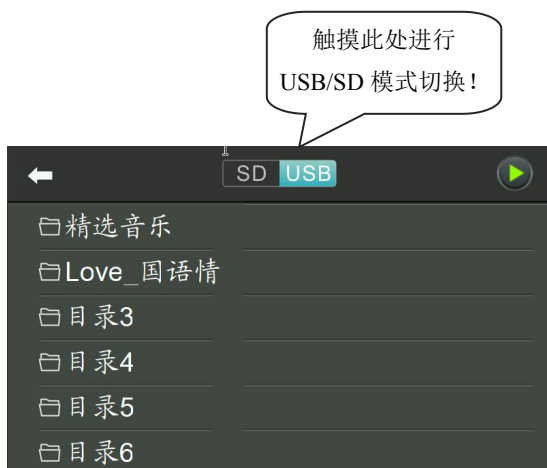 触摸此处进行
USB/SD 模式切换！
SD USB
精选音乐
Love_国语情
目录3
目录4
目录5
目录6